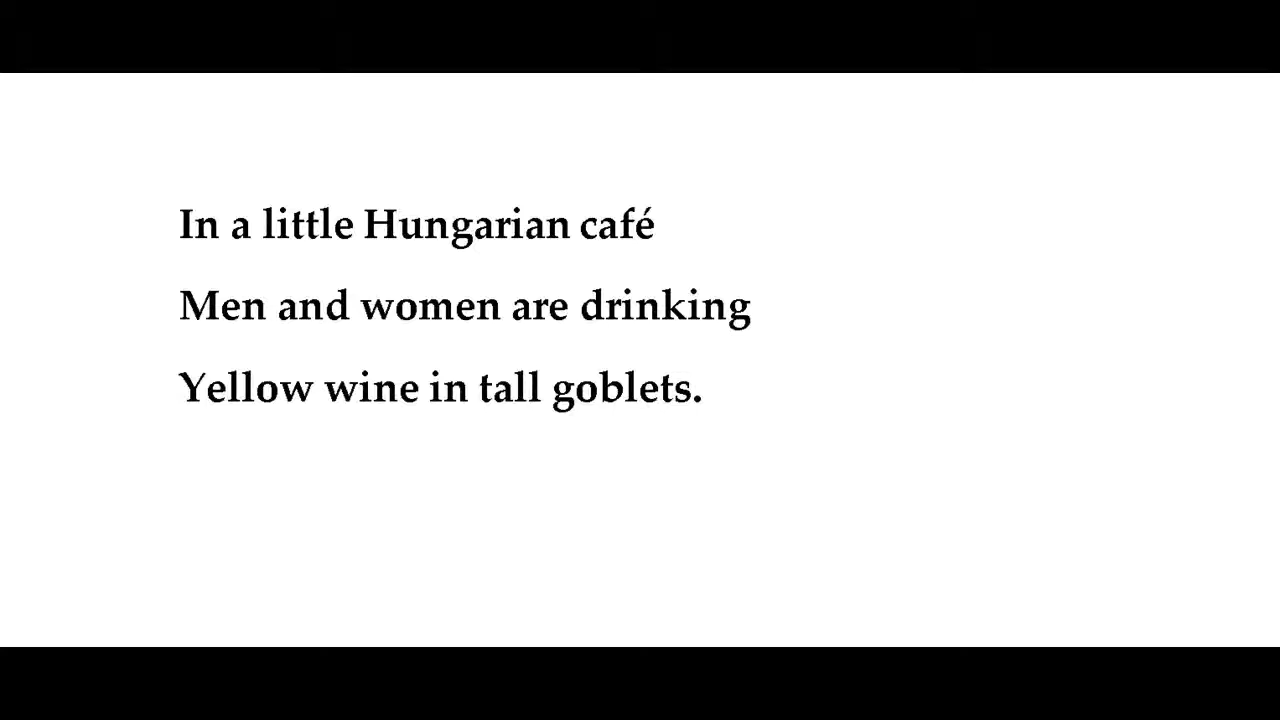 In a little Hungarian café
Men and women are drinking
Yellow wine in tall goblets.